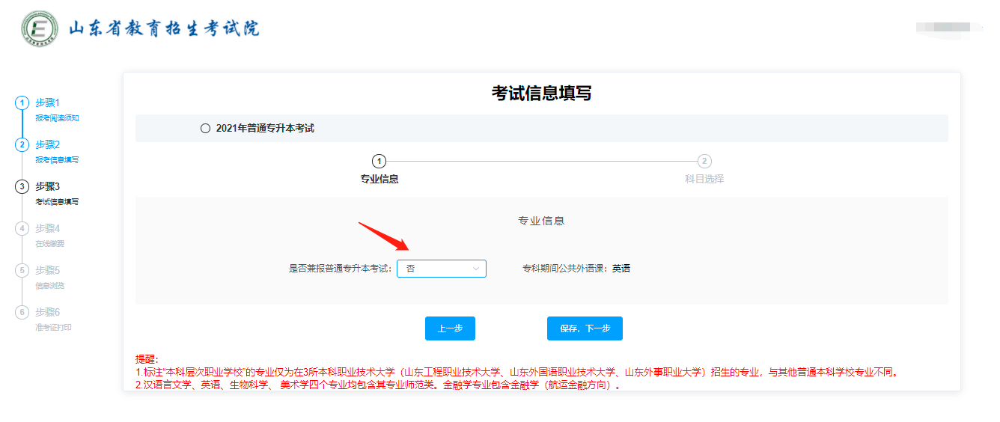 山东省教育招生考试院
1 步骤1
报考阅读须知
2 步骤2
报考信息填写
3 步骤3
考试信息填写
4 步骤4
在线缴费
5 步骤5
信息浏览
6 步骤6
准考证打印
考试信息填写
2021年普通专升本考试
1 2
专业信息 科目选择
专业信息
是否兼报普通专升本考试： 否 专科期间公共外语课：英语
上一步 保存，下一步
提醒：
1.标注“本科层次职业学校”的专业仅为在3所本科职业技术大学（山东工程职业技术大学、山东外国语职业技术大学、山东外事职业大学）招生的专业，与其他普通本科学校专业不同。
2.汉语言文学、英语、生物科学、 美术学四个专业均包含其专业师范类。金融学专业包含金融学（航运金融方向）。